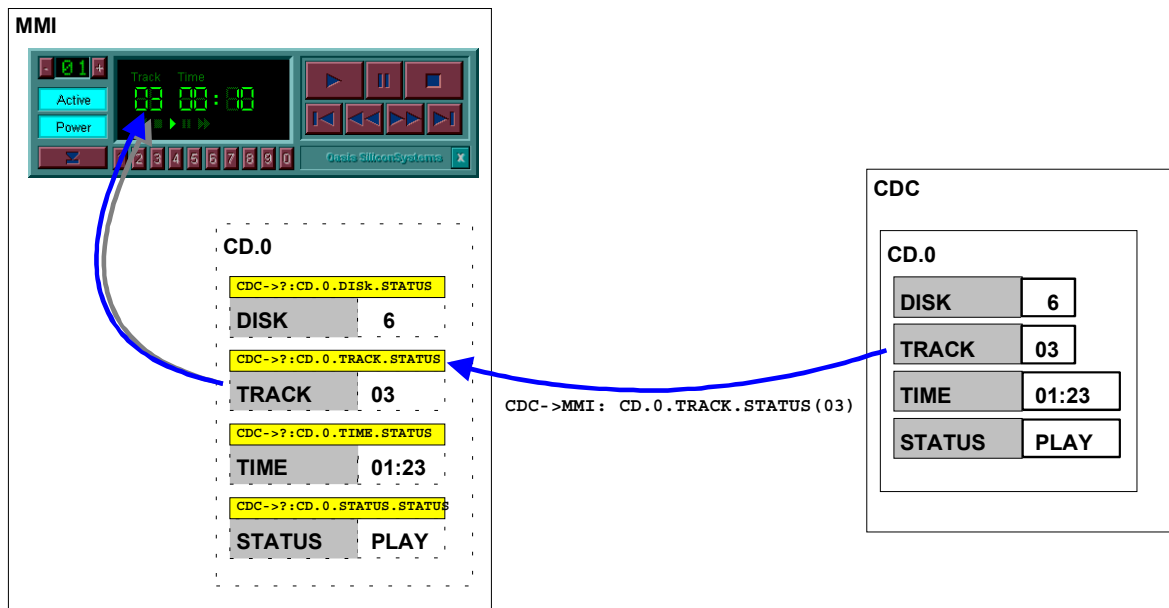 MMI
- 01 +
Track Time
03 00:10
Active
Power
2 3 4 5 6 7 8 9 0
Oasis SiliconSystems X
CD.0
CDC->?:CD.0.DISk.STATUS
DISK 6
CDC->?:CD.0.TRACK.STATUS
TRACK 03
CDC->?:CD.0.TIME.STATUS
TIME 01:23
CDC->?:CD.0.STATUS.STATUS
STATUS PLAY
CDC->MMI: CD.0.TRACK.STATUS(03)
CDC
CD.0
DISK 6
TRACK 03
TIME 01:23
STATUS PLAY